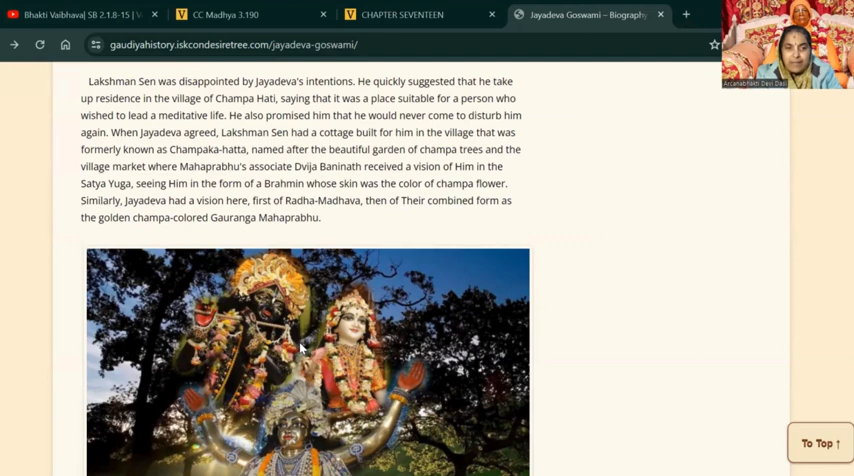 Bhakti Vaibhava| SB 2.1.8-15 | V
CC Madhya 3.190
CHAPTER SEVENTEEN
Jayadeva Goswami – Biography
gaudiyahistory.iskcondesiretree.com/jayadeva-goswami/
Arcanabhakti Devi Dasi
Lakshman Sen was disappointed by Jayadeva's intentions. He quickly suggested that he take
up residence in the village of Champa Hati, saying that it was a place suitable for a person who
wished to lead a meditative life. He also promised him that he would never come to disturb him
again. When Jayadeva agreed, Lakshman Sen had a cottage built for him in the village that was
formerly known as Champaka-hatta, named after the beautiful garden of champa trees and the
village market where Mahaprabhu's associate Dvija Baninath received a vision of Him in the
Satya Yuga, seeing Him in the form of a Brahmin whose skin was the color of champa flower.
Similarly, Jayadeva had a vision here, first of Radha-Madhava, then of Their combined form as
the golden champa-colored Gauranga Mahaprabhu.
To Top ↑